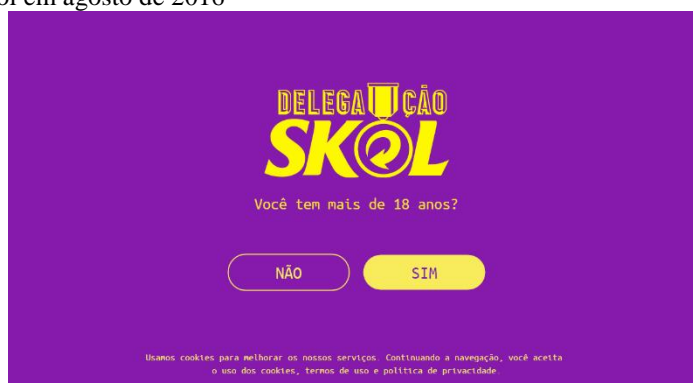 em agosto de 2016
DELEGAÇÃO
SKOL
Você tem mais de 18 anos?
NÃO
SIM
Usamos cookies para melhorar os nossos serviços. Continuando a navegação, você aceita
o uso dos cookies, termos de uso e política de privacidade.